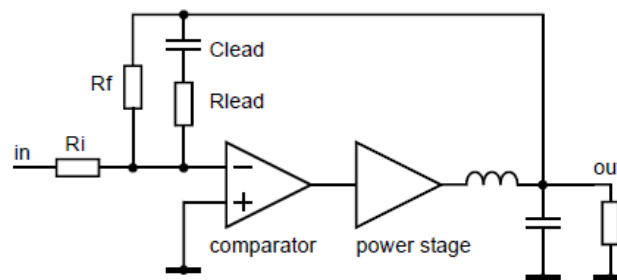 Clead
Rf
Rlead
in
Ri
ou
comparator
power stage